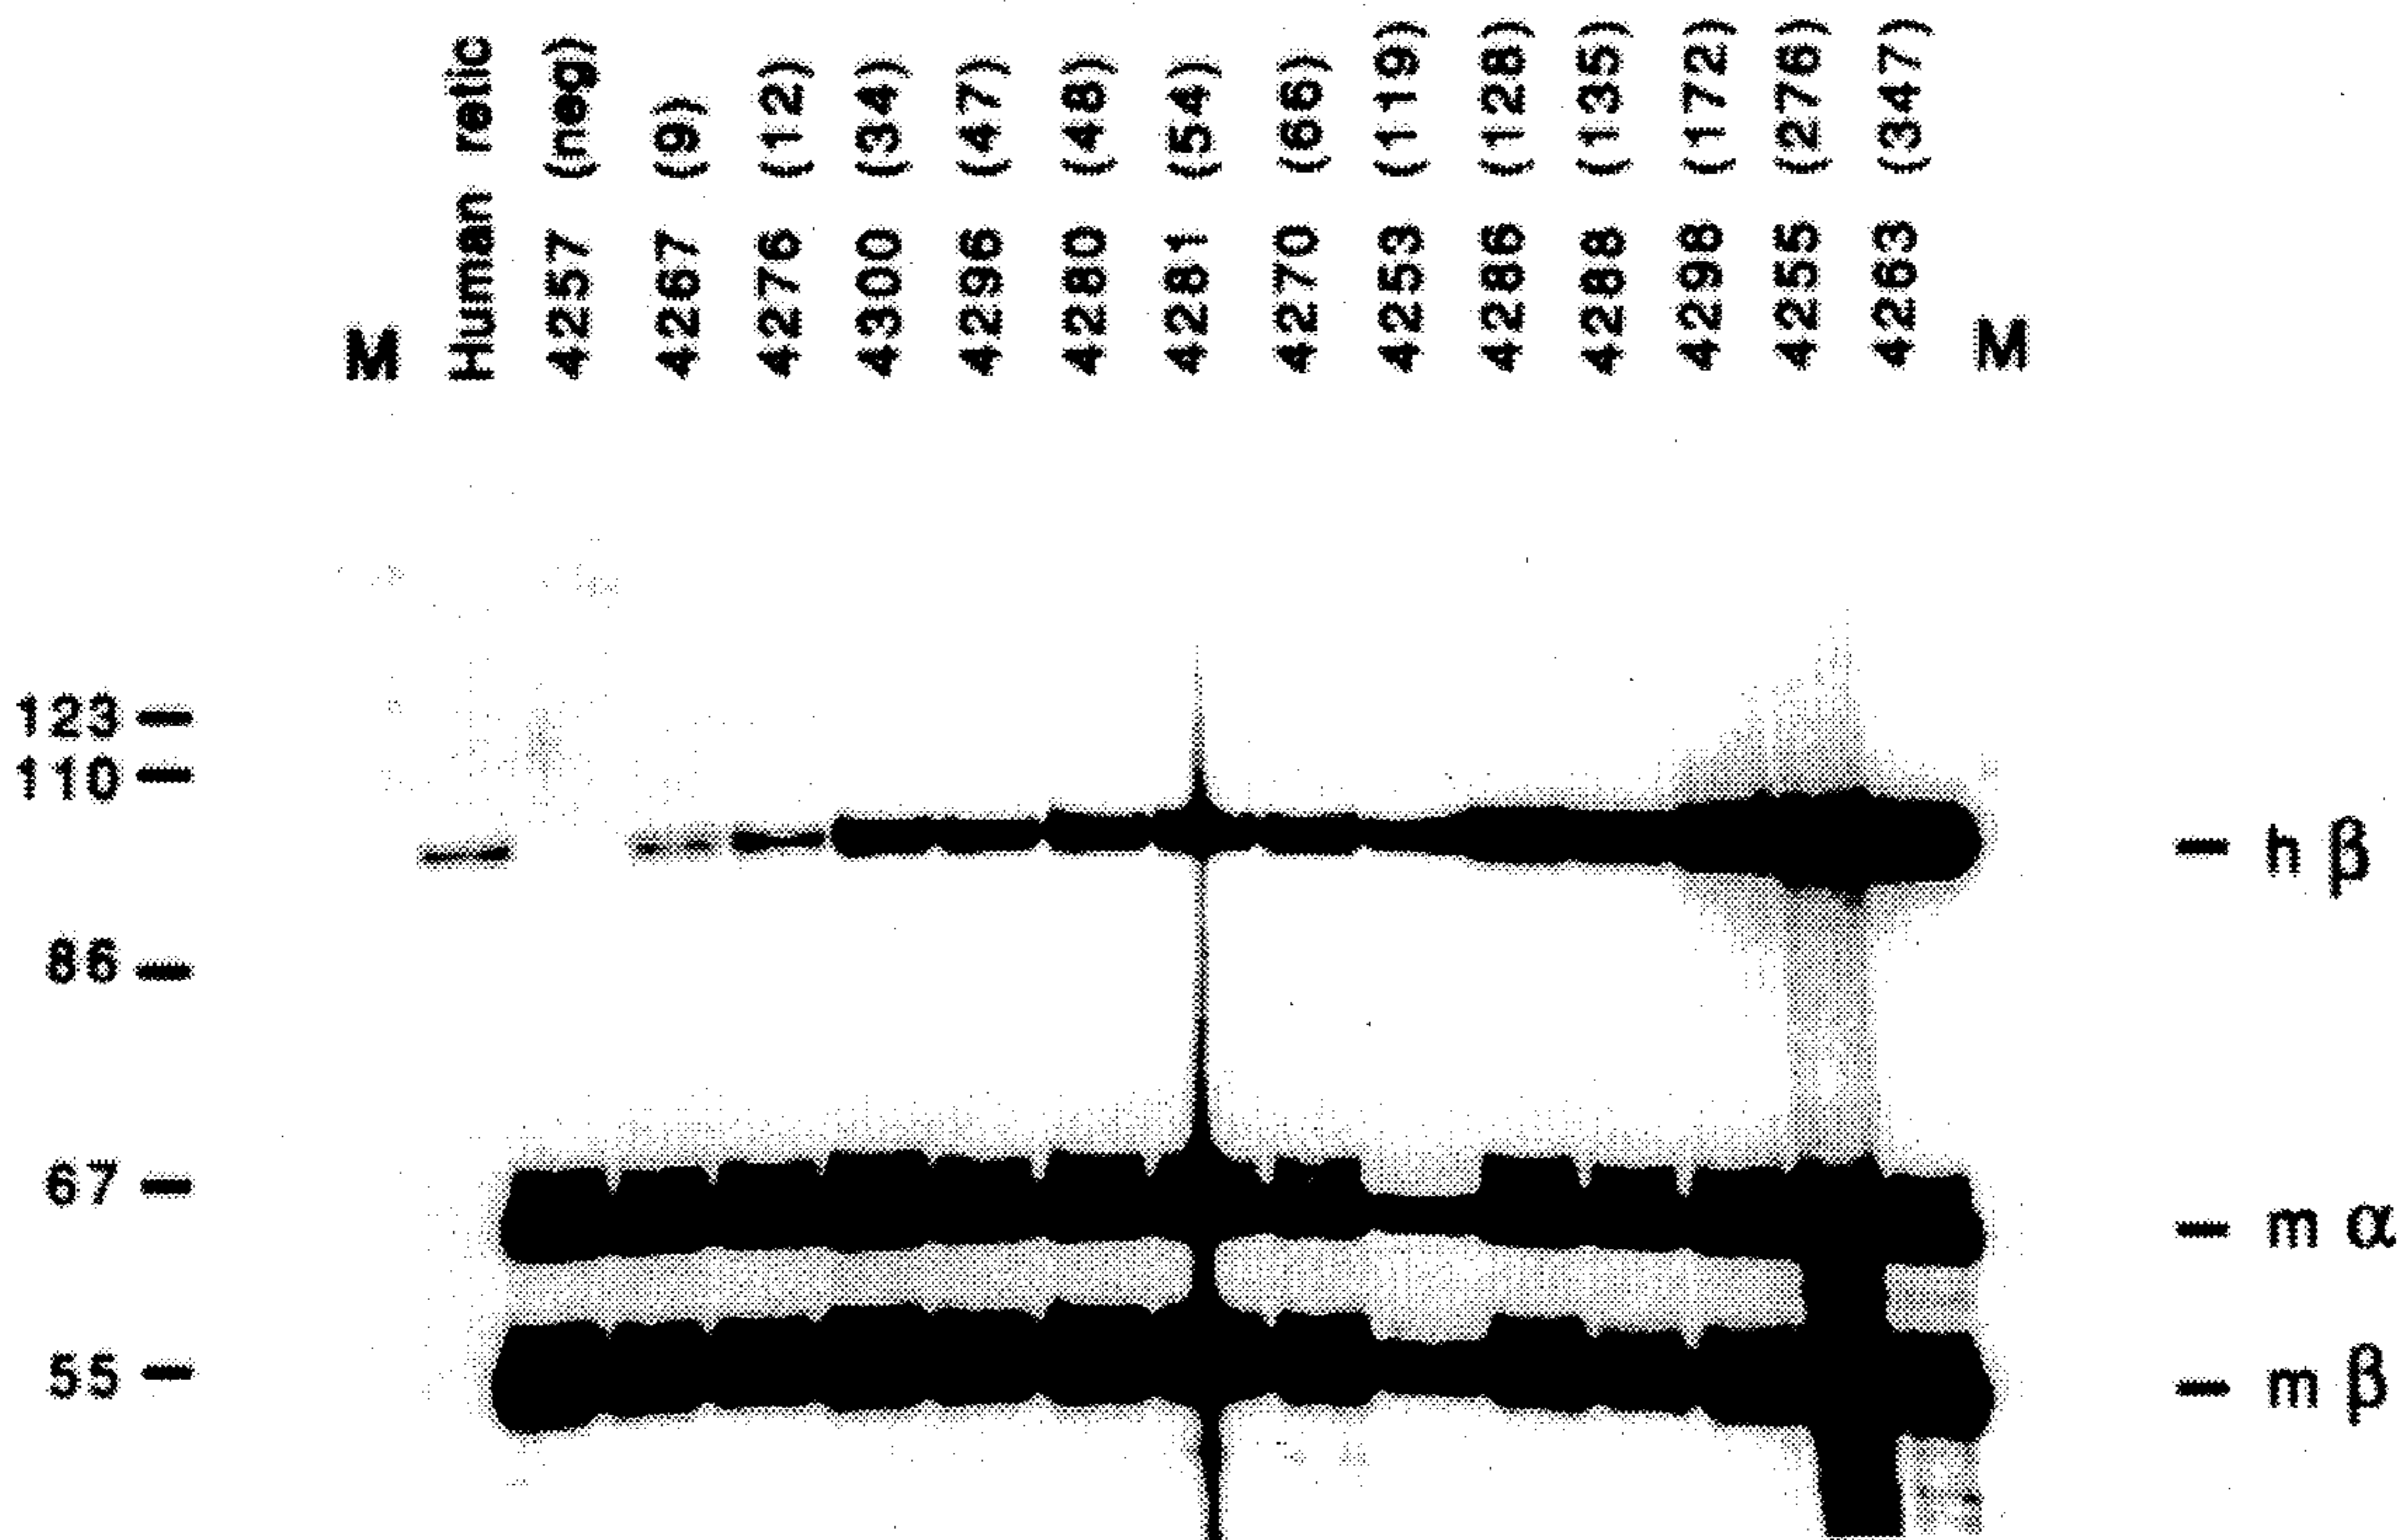 M
Human retic
4257 (neg)
4267 (9)
4276 (12)
4300 (34)
4296 (47)
4280 (48)
4281 (54)
4270 (66)
4253 (119)
4286 (128)
4288 (135)
4298 (172)
4255 (276)
4263 (347)
M
123
110
86
67
55
h β
m α
m β